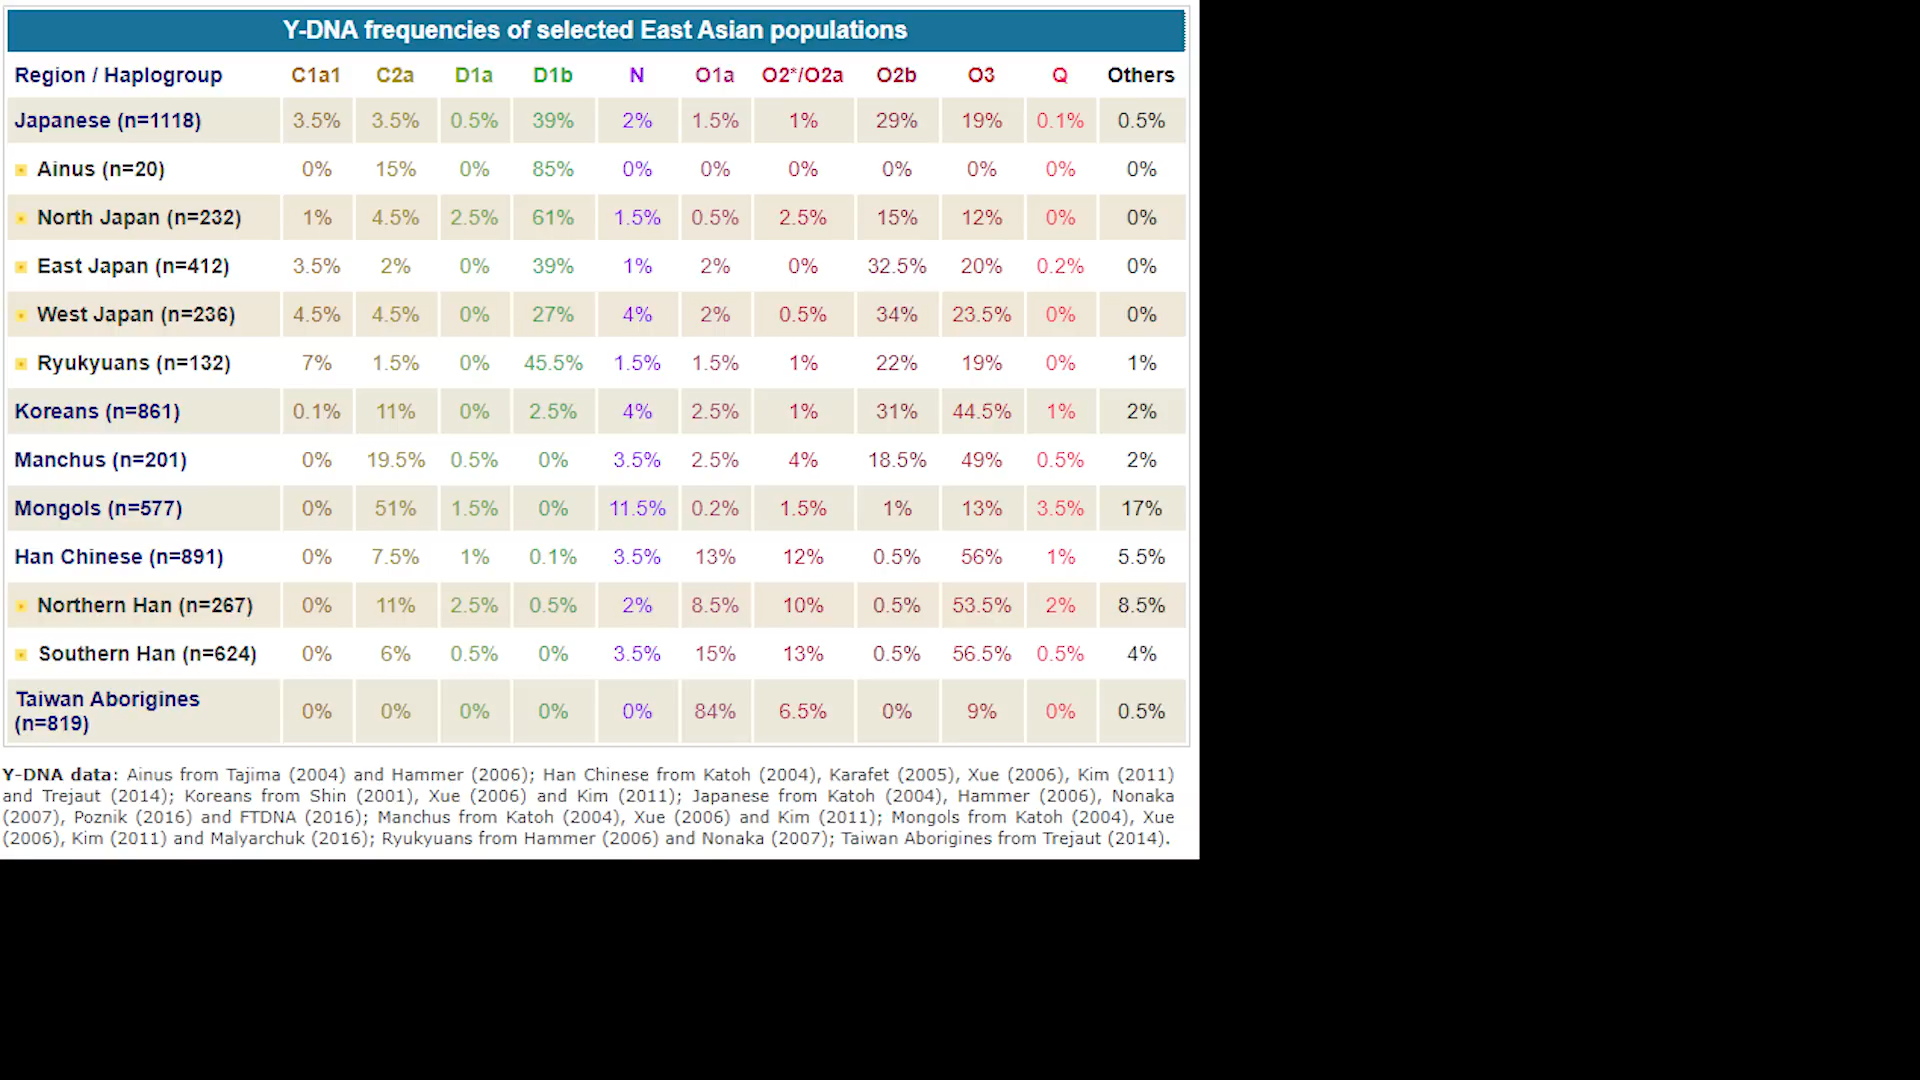 Y-DNA frequencies of selected East Asian populations
Region / Haplogroup C1a1 C2a D1a D1b N O1a O2*/O2a O2b O3 Q Others
Japanese (n=1118) 3.5% 3.5% 0.5% 39% 2% 1.5% 1% 29% 19% 0.1% 0.5%
Ainus (n=20) 0% 15% 0% 85% 0% 0% 0% 0% 0% 0% 0%
North Japan (n=232) 1% 4.5% 2.5% 61% 1.5% 0.5% 2.5% 15% 12% 0% 0%
East Japan (n=412) 3.5% 2% 0% 39% 1% 2% 0% 32.5% 20% 0.2% 0%
West Japan (n=236) 4.5% 4.5% 0% 27% 4% 2% 0.5% 34% 23.5% 0% 0%
Ryukyuans (n=132) 7% 1.5% 0% 45.5% 1.5% 1.5% 1% 22% 19% 0% 1%
Koreans (n=861) 0.1% 11% 0% 2.5% 4% 2.5% 1% 31% 44.5% 1% 2%
Manchus (n=201) 0% 19.5% 0.5% 0% 3.5% 2.5% 4% 18.5% 49% 0.5% 2%
Mongols (n=577) 0% 51% 1.5% 0% 11.5% 0.2% 1.5% 1% 13% 3.5% 17%
Han Chinese (n=891) 0% 7.5% 1% 0.1% 3.5% 13% 12% 0.5% 56% 1% 5.5%
Northern Han (n=267) 0% 11% 2.5% 0.5% 2% 8.5% 10% 0.5% 53.5% 2% 8.5%
Southern Han (n=624) 0% 6% 0.5% 0% 3.5% 15% 13% 0.5% 56.5% 0.5% 4%
Taiwan Aborigines
(n=819) 0% 0% 0% 0% 0% 84% 6.5% 0% 9% 0% 0.5%
Y-DNA data: Ainus from Tajima (2004) and Hammer (2006); Han Chinese from Katoh (2004), Karafet (2005), Xue (2006), Kim (2011)
and Trejaut (2014); Koreans from Shin (2001), Xue (2006) and Kim (2011); Japanese from Katoh (2004), Hammer (2006), Nonaka
(2007), Poznik (2016) and FTDNA (2016); Manchus from Katoh (2004), Xue (2006) and Kim (2011); Mongols from Katoh (2004), Xue
(2006), Kim (2011) and Malyarchuk (2016); Ryukyuans from Hammer (2006) and Nonaka (2007); Taiwan Aborigines from Trejaut (2014).